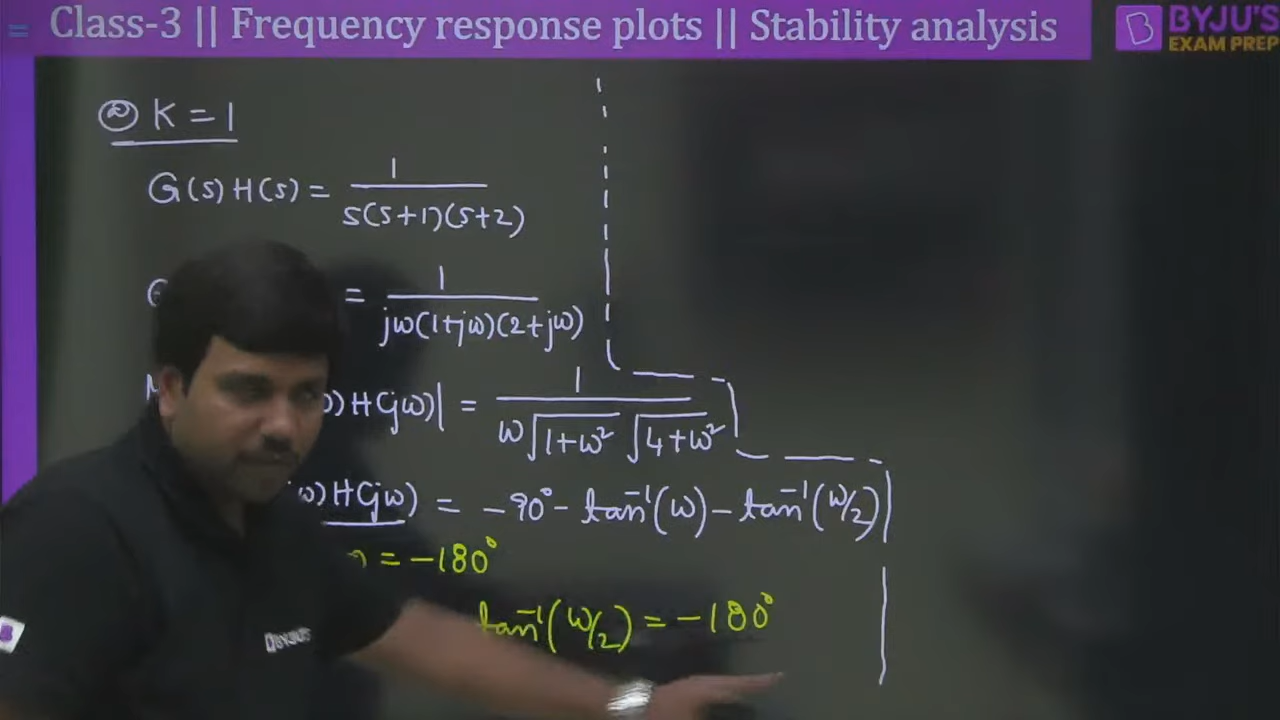 Class-3 || Frequency response plots || Stability analysis
BYJU'S
EXAM PREP
② K = 1
G(s) H(s) = 1 / s(s+1)(s+2)
= 1 / jω(1+jω)(2+jω)
) H(jω)| = 1 / ω√1+ω² √4+ω²
ω) H(jω) = -90° - tan⁻¹(ω) - tan⁻¹(ω/2)
= -180°
tan⁻¹(ω/2) = -180°
BYJU'S